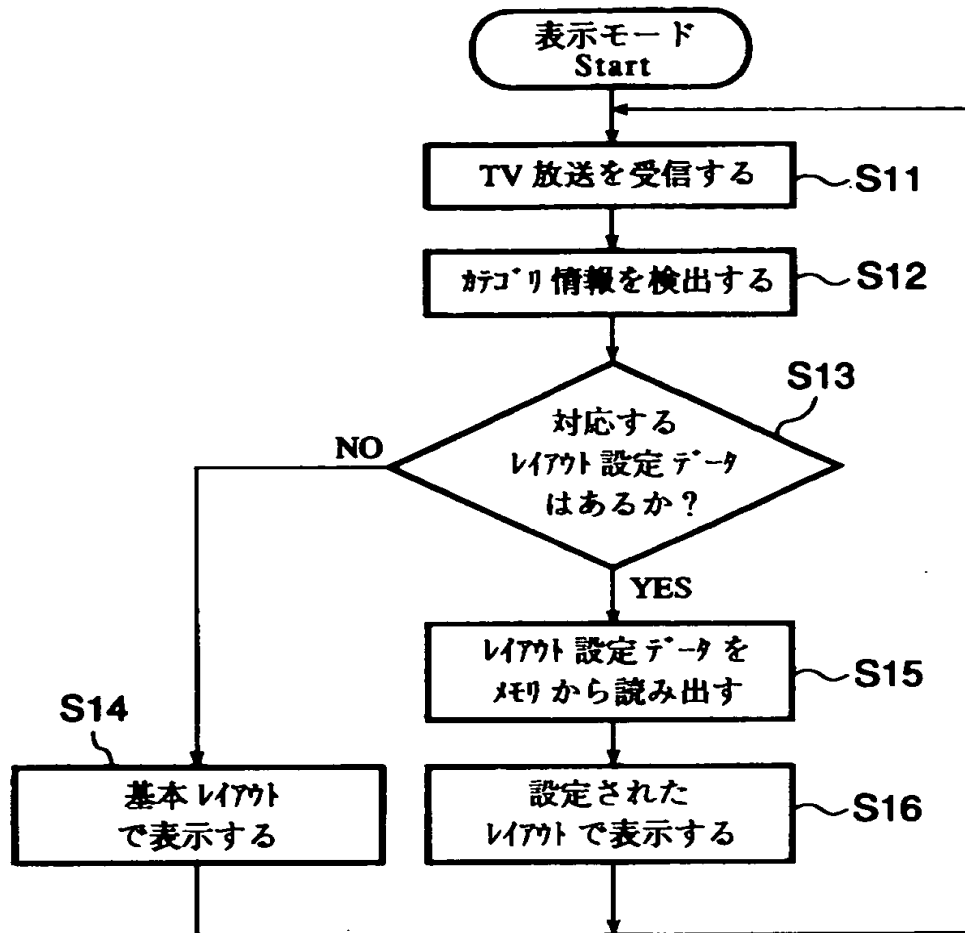 表示モード
Start
TV 放送を受信する
S11
カテゴリ 情報を検出する
S12
S13
対応する
レイアウト 設定 データ
はあるか？
NO
YES
レイアウト 設定 データ を
メモリ から読み出す
S15
S14
基本 レイアウト
で表示する
設定された
レイアウト で表示する
S16